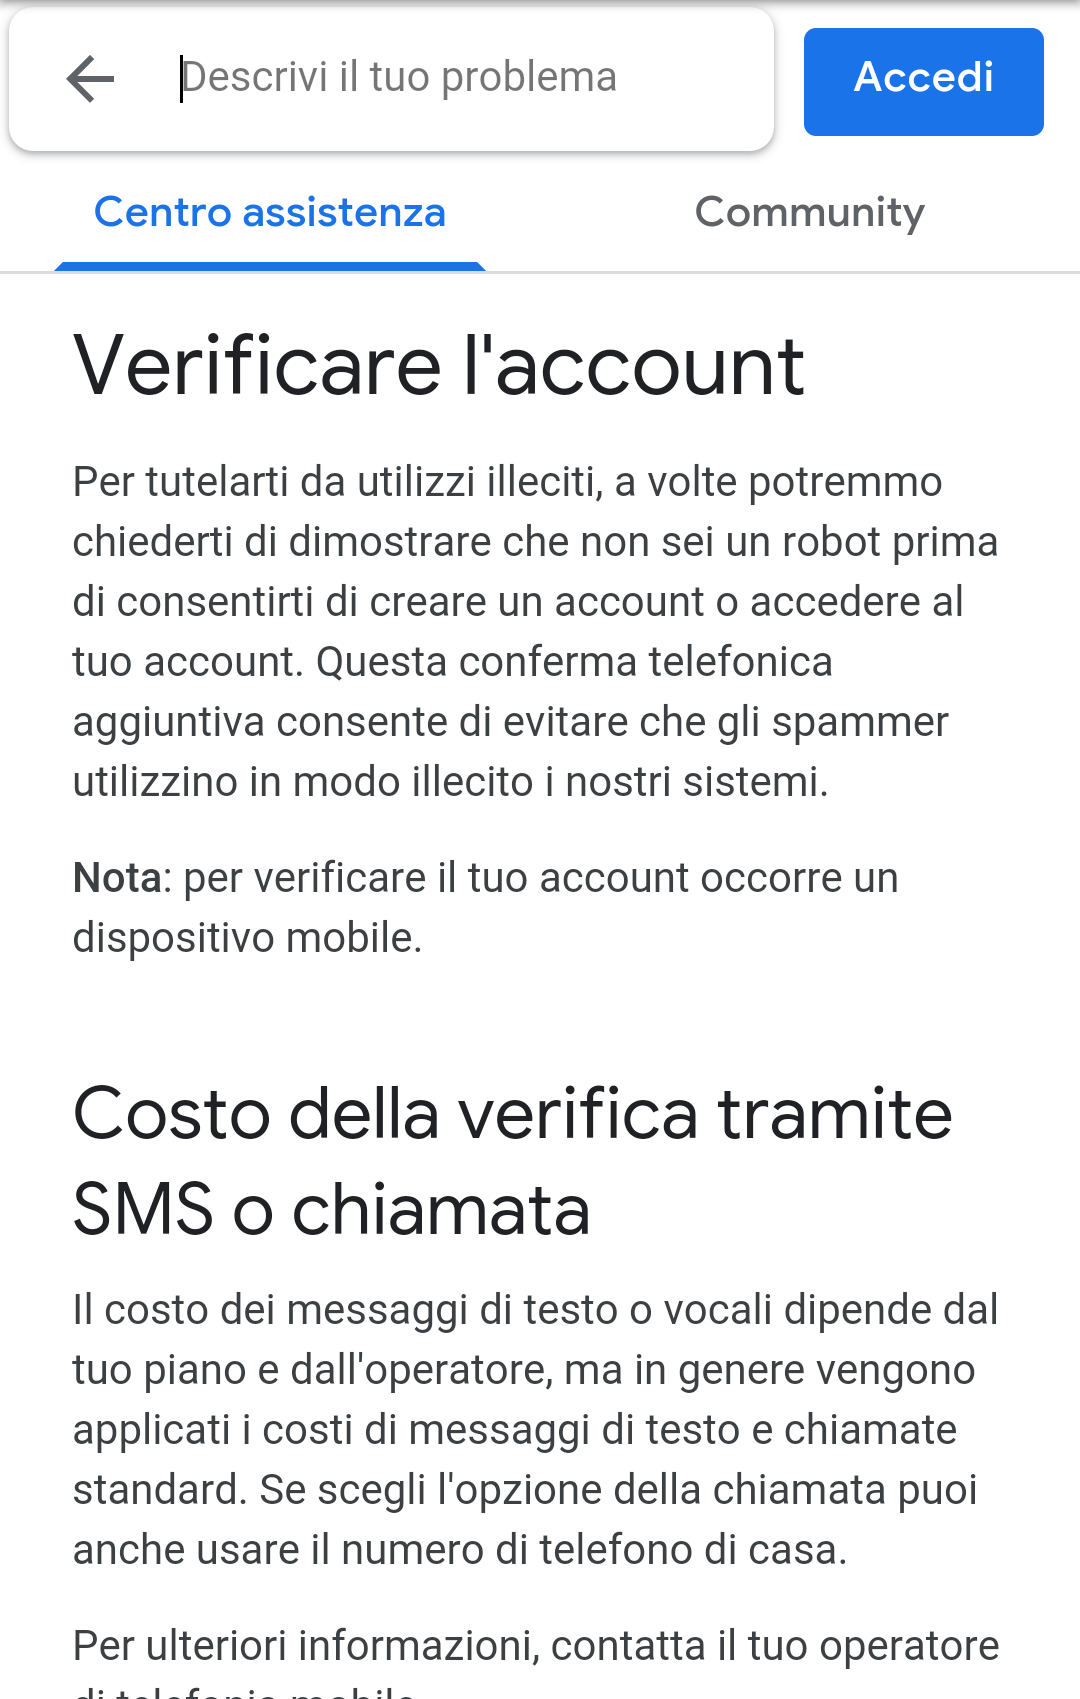 Descrivi il tuo problema
Accedi
Centro assistenza
Community
Verificare l'account
Per tutelarti da utilizzi illeciti, a volte potremmo
chiederti di dimostrare che non sei un robot prima
di consentirti di creare un account o accedere al
tuo account. Questa conferma telefonica
aggiuntiva consente di evitare che gli spammer
utilizzino in modo illecito i nostri sistemi.
Nota: per verificare il tuo account occorre un
dispositivo mobile.
Costo della verifica tramite
SMS o chiamata
Il costo dei messaggi di testo o vocali dipende dal
tuo piano e dall'operatore, ma in genere vengono
applicati i costi di messaggi di testo e chiamate
standard. Se scegli l'opzione della chiamata puoi
anche usare il numero di telefono di casa.
Per ulteriori informazioni, contatta il tuo operatore
di telefonia mobile.